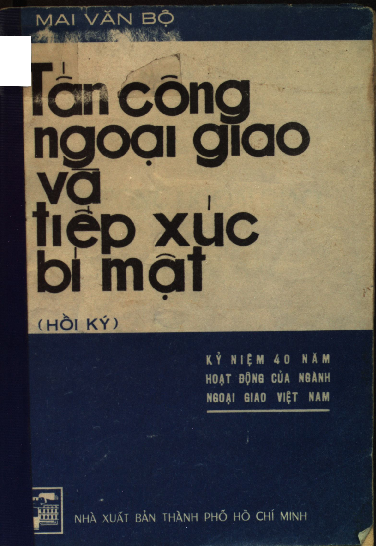 MAI VĂN BỘ
Tấn công
ngoại giao
và
tiếp xúc
bí mật
(HỒI KÝ)
KỶ NIỆM 40 NĂM
HOẠT ĐỘNG CỦA NGÀNH
NGOẠI GIAO VIỆT NAM
NHÀ XUẤT BẢN THÀNH PHỐ HỒ CHÍ MINH